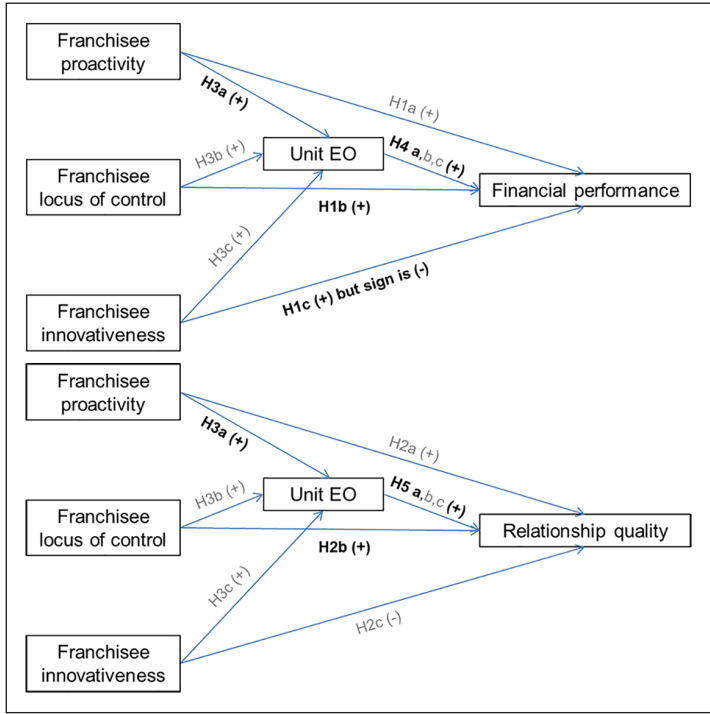 Franchisee
proactivity
H3a (+)
H1a (+)
Unit EO
H4 a,b,c (+)
H3b (+)
Franchisee
locus of control
Financial performance
H1b (+)
H3c (+)
H1c (+) but sign is (-)
Franchisee
innovativeness
Franchisee
proactivity
H3a (+)
H2a (+)
Unit EO
H5 a,b,c (+)
H3b (+)
Franchisee
locus of control
Relationship quality
H2b (+)
H3c (+)
H2c (-)
Franchisee
innovativeness